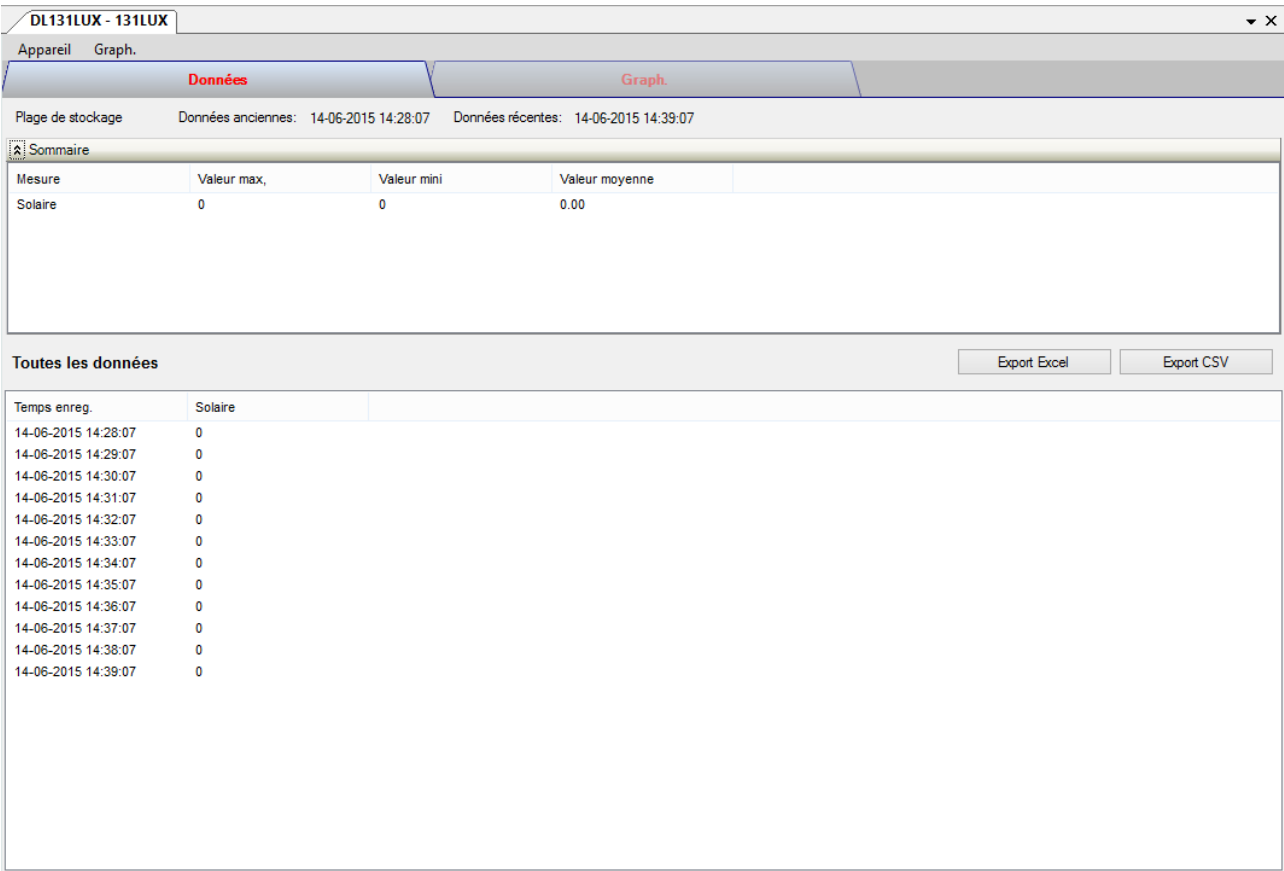 DL131LUX - 131LUX
Appareil Graph.
Données Graph.
Plage de stockage Données anciennes: 14-06-2015 14:28:07 Données récentes: 14-06-2015 14:39:07
Sommaire
Mesure Valeur max, Valeur mini Valeur moyenne
Solaire 0 0 0.00
Toutes les données Export Excel Export CSV
Temps enreg. Solaire
14-06-2015 14:28:07 0
14-06-2015 14:29:07 0
14-06-2015 14:30:07 0
14-06-2015 14:31:07 0
14-06-2015 14:32:07 0
14-06-2015 14:33:07 0
14-06-2015 14:34:07 0
14-06-2015 14:35:07 0
14-06-2015 14:36:07 0
14-06-2015 14:37:07 0
14-06-2015 14:38:07 0
14-06-2015 14:39:07 0